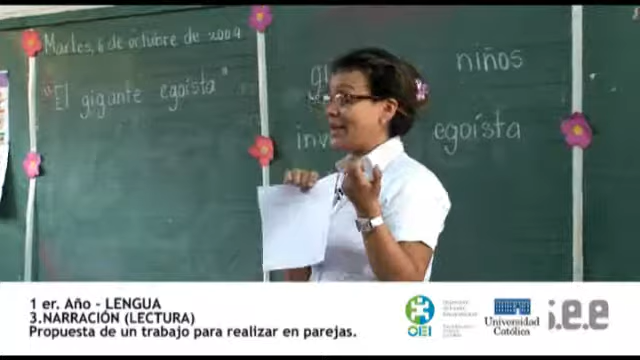 Martes, 6 de octubre de 2009
"El gigante egoísta"
niños
inv
egoísta
1 er. Año - LENGUA
3.NARRACIÓN (LECTURA)
Propuesta de un trabajo para realizar en parejas.
OEI
Universidad
Católica
i.e.e